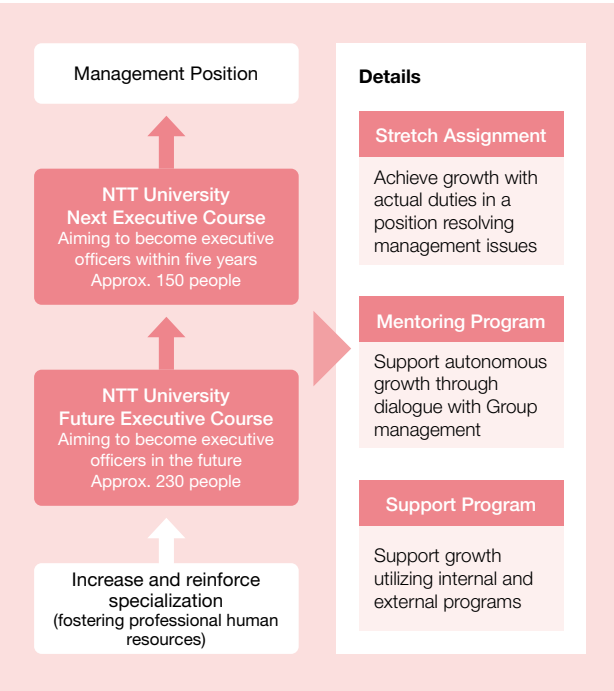 Management Position
NTT University
Next Executive Course
Aiming to become executive
officers within five years
Approx. 150 people
NTT University
Future Executive Course
Aiming to become executive
officers in the future
Approx. 230 people
Increase and reinforce
specialization
(fostering professional human
resources)
Details
Stretch Assignment
Achieve growth with
actual duties in a
position resolving
management issues
Mentoring Program
Support autonomous
growth through
dialogue with Group
management
Support Program
Support growth
utilizing internal and
external programs